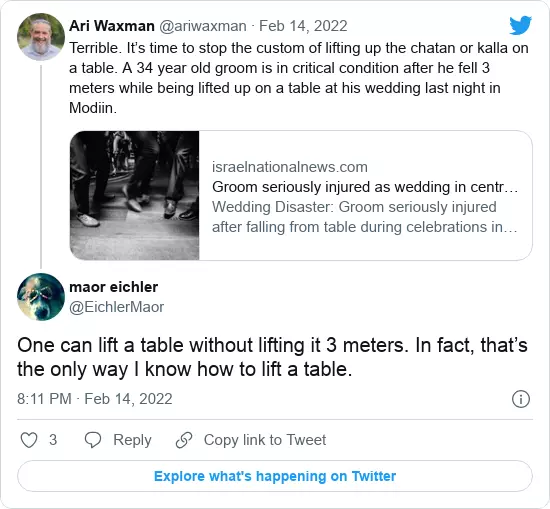 Ari Waxman @ariwaxman · Feb 14, 2022
Terrible. It's time to stop the custom of lifting up the chatan or kalla on
a table. A 34 year old groom is in critical condition after he fell 3
meters while being lifted up on a table at his wedding last night in
Modiin.
israelnationalnews.com
Groom seriously injured as wedding in centr…
Wedding Disaster: Groom seriously injured
after falling from table during celebrations in…
maor eichler
@EichlerMaor
One can lift a table without lifting it 3 meters. In fact, that's
the only way I know how to lift a table.
8:11 PM · Feb 14, 2022
3 Reply Copy link to Tweet
Explore what's happening on Twitter